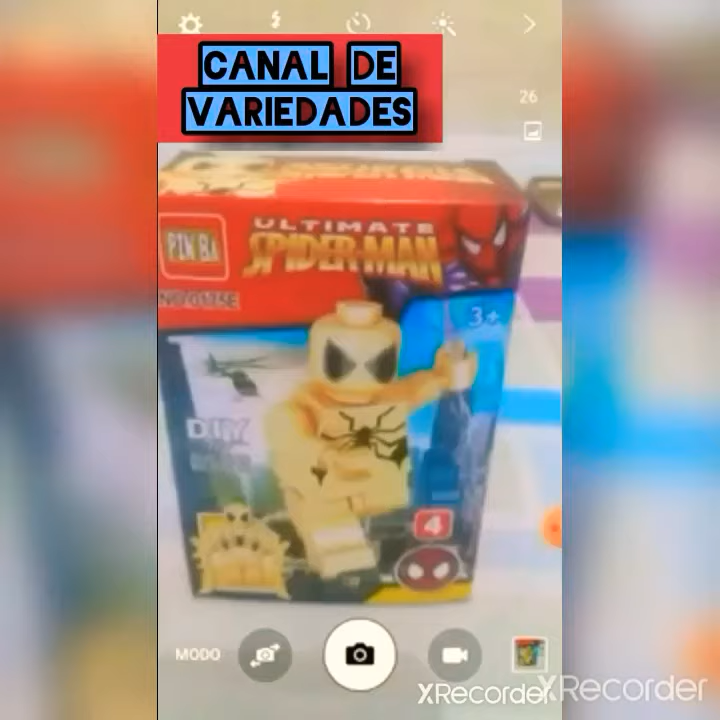 CANAL DE
VARIEDADES
26
PIN BA
ULTIMATE
SPIDER-MAN
3+
DIY
4
MODO
XRecorder
XRecorder